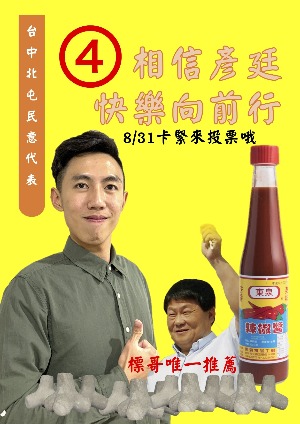 台中北屯民意代表
4
相信彥廷
快樂向前行
8/31卡緊來投票哦
東泉
辣椒醬
標哥唯一推薦